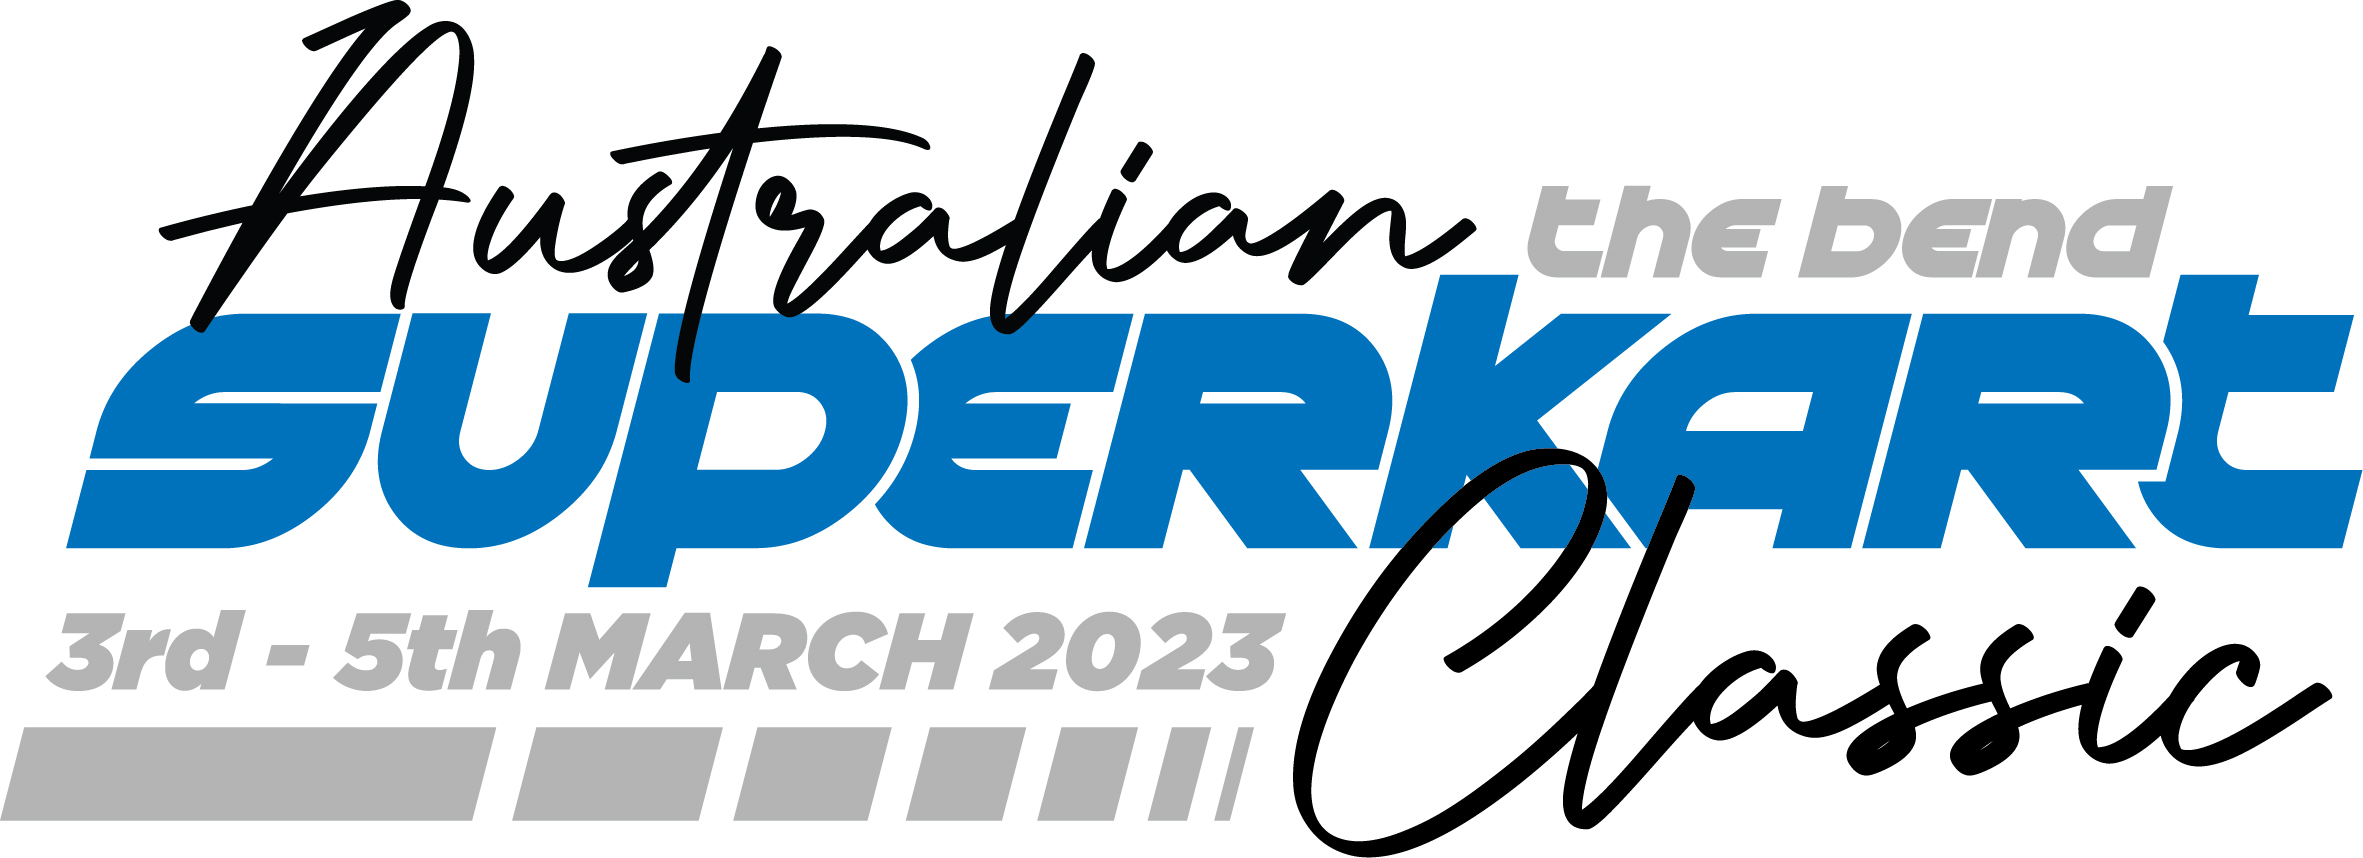 Australian
the bend
SUPERKART
Classic
3rd - 5th MARCH 2023